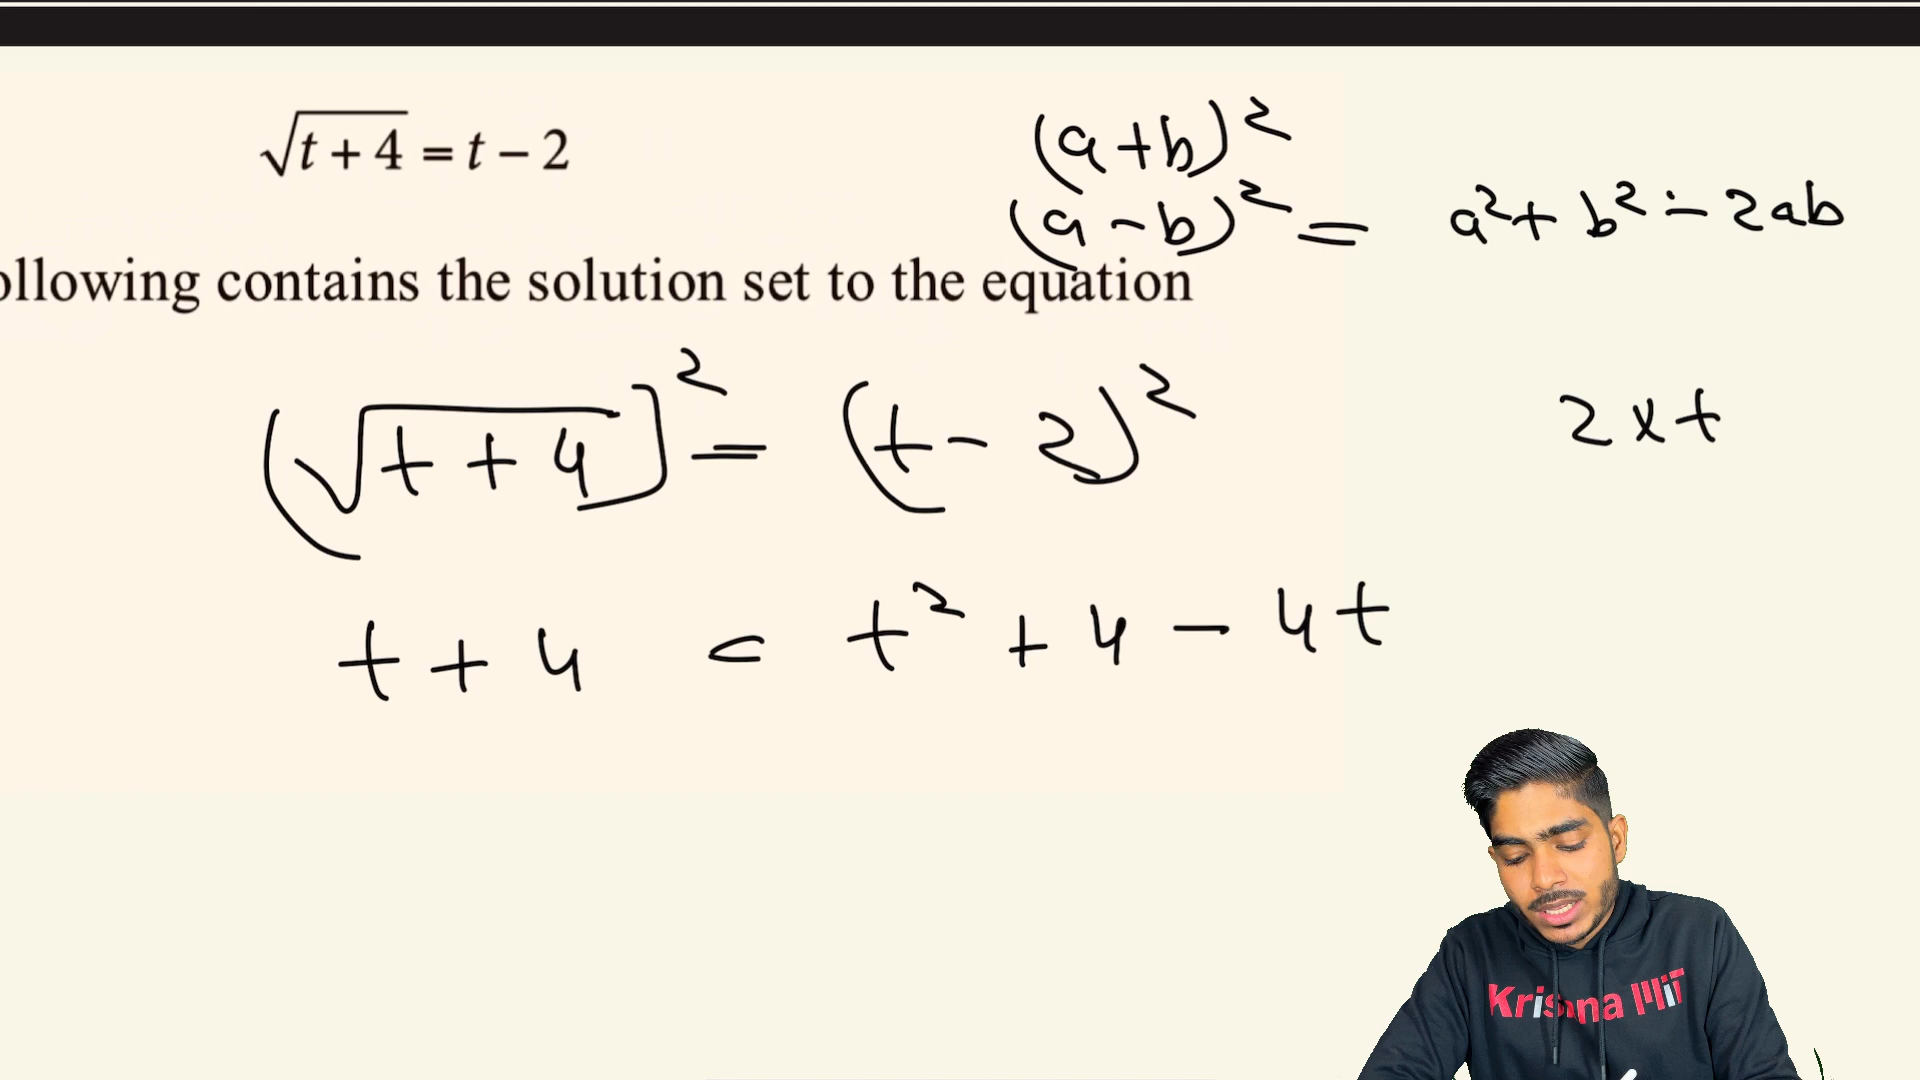 √t + 4 = t − 2
(a+b)²
(a-b)² = a²+ b² - 2ab
ollowing contains the solution set to the equation
(√t + 4)² = (t - 2)²
2 x t
t + 4 = t² + 4 - 4t